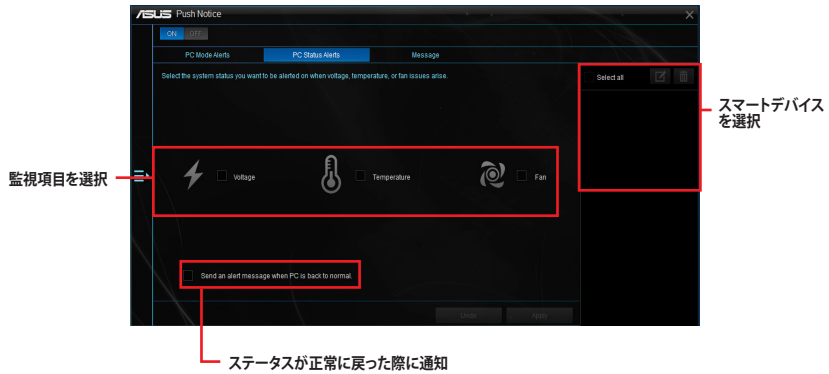 ASUS Push Notice
ON OFF
PC Mode Alerts PC Status Alerts Message
Select the system status you want to be alerted on when voltage, temperature, or fan issues arise.
Select all
スマートデバイス
を選択
監視項目を選択
Voltage Temperature Fan
Send an alert message when PC is back to normal.
Undo Apply
ステータスが正常に戻った際に通知